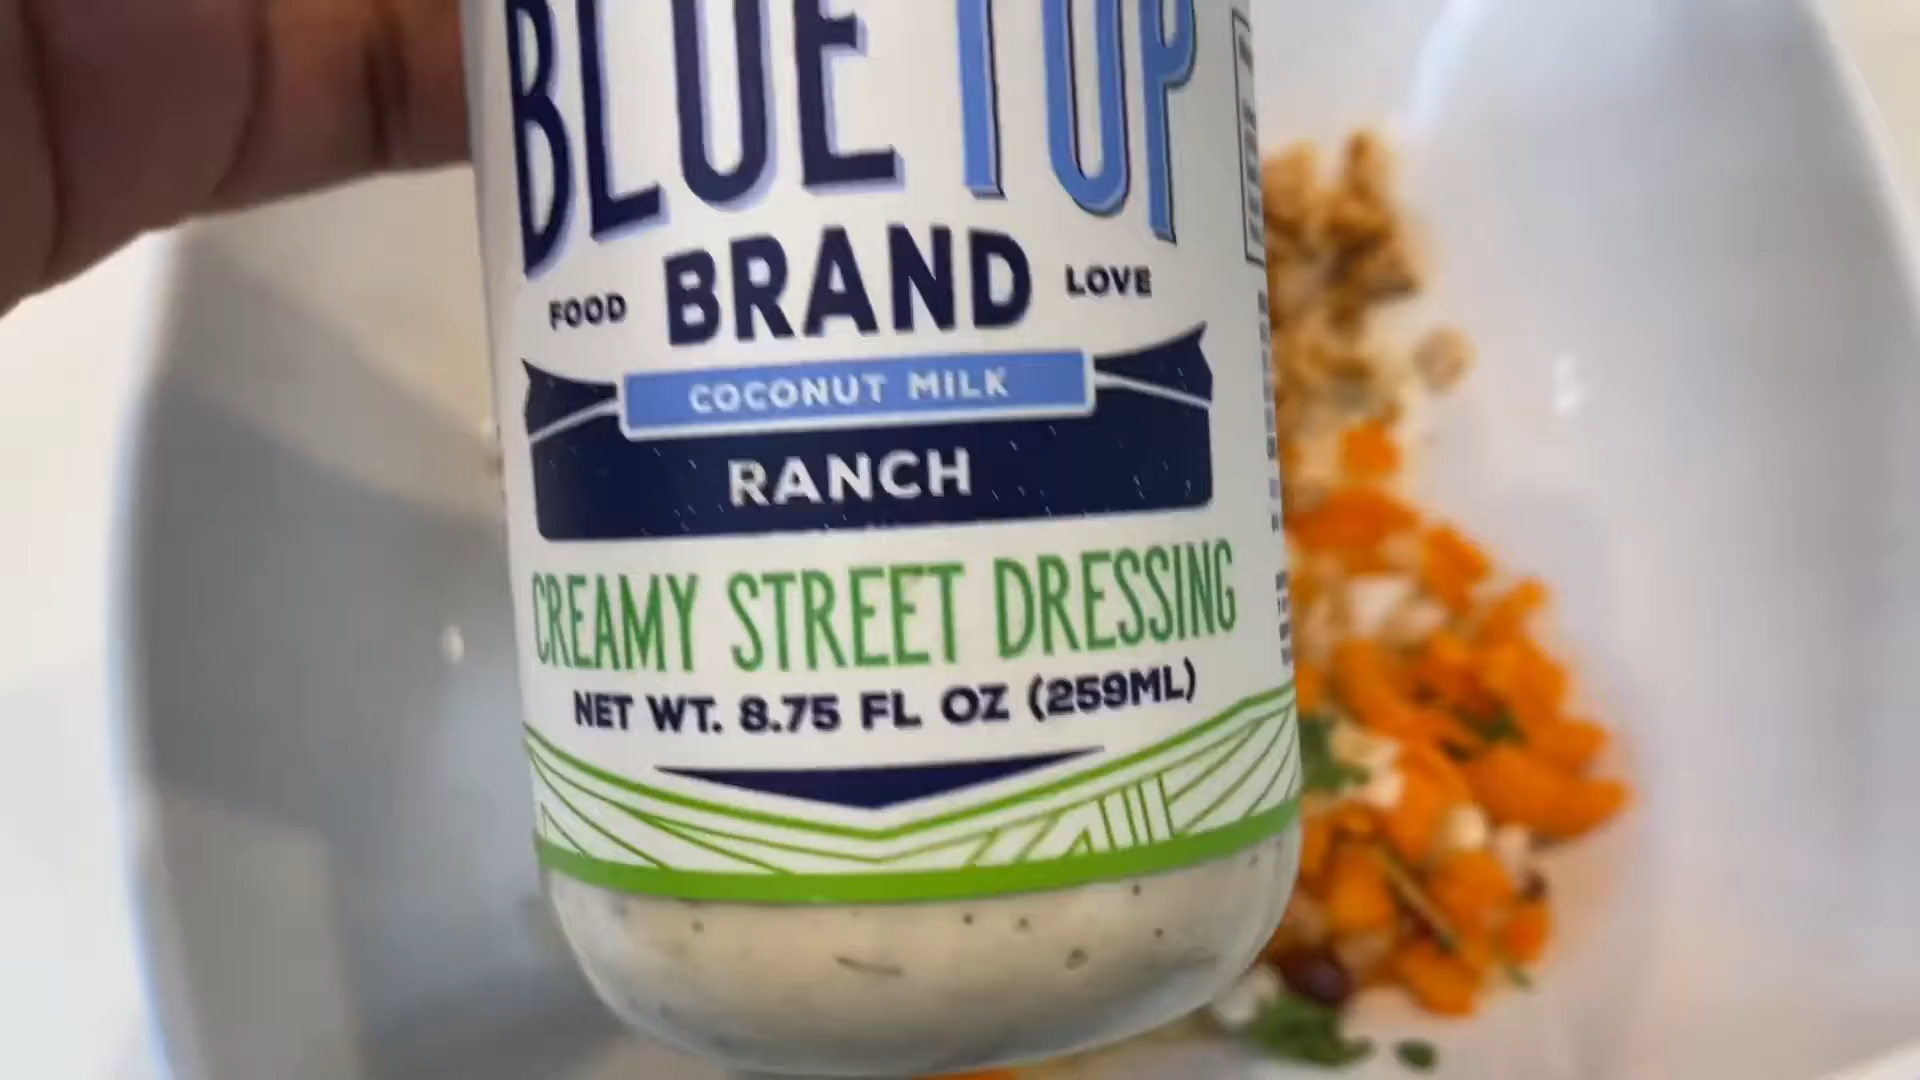 BLUE TOP
FOOD BRAND LOVE
COCONUT MILK
RANCH
CREAMY STREET DRESSING
NET WT. 8.75 FL OZ (259ML)